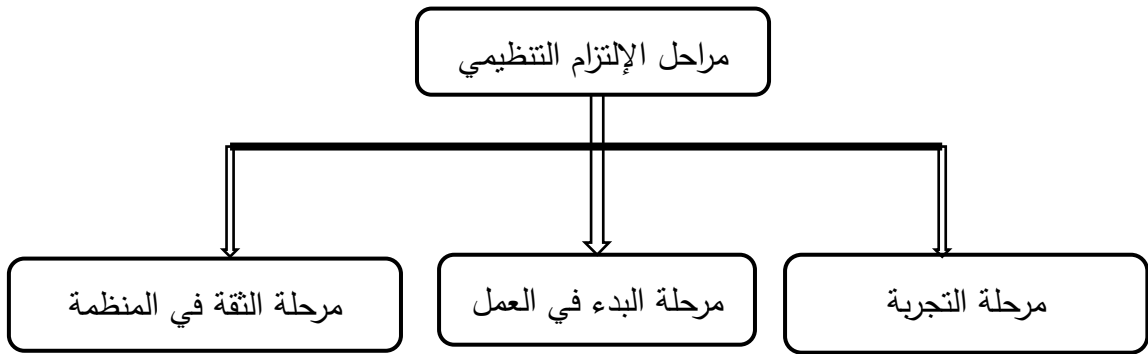 مراحل الإلتزام التنظيمي
مرحلة التجربة
مرحلة البدء في العمل
مرحلة الثقة في المنظمة